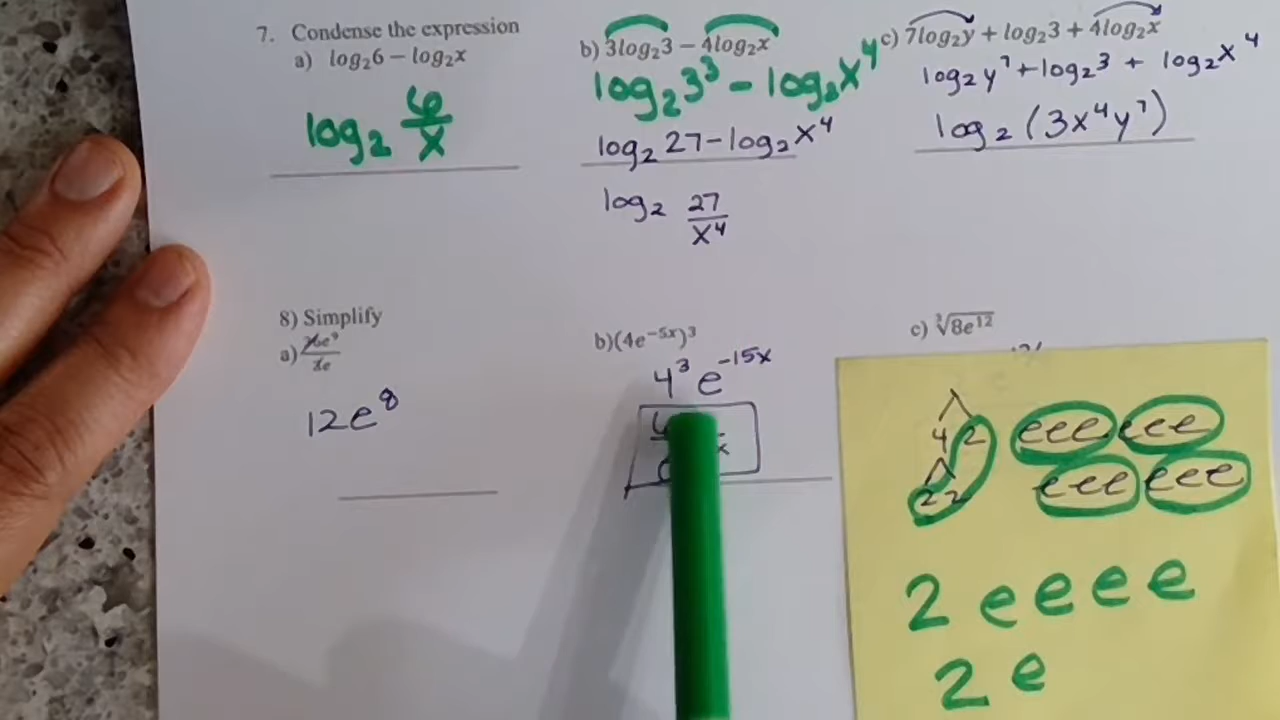 7. Condense the expression
a) log₂6 – log₂x
log₂ 6/x
b) 3log₂3 – 4log₂x
log₂3³ – log₂x⁴
log₂27 – log₂x⁴
log₂ 27/x⁴
c) 7log₂y + log₂3 + 4log₂x
log₂y⁷ + log₂3 + log₂x⁴
log₂(3x⁴y⁷)
8) Simplify
a)
12e⁸
b)(4e⁻⁵ˣ)³
4³e⁻¹⁵ˣ
c) ∛8e¹²
4 2 eee eee
2 2 eee eee
2 e e e e
2 e